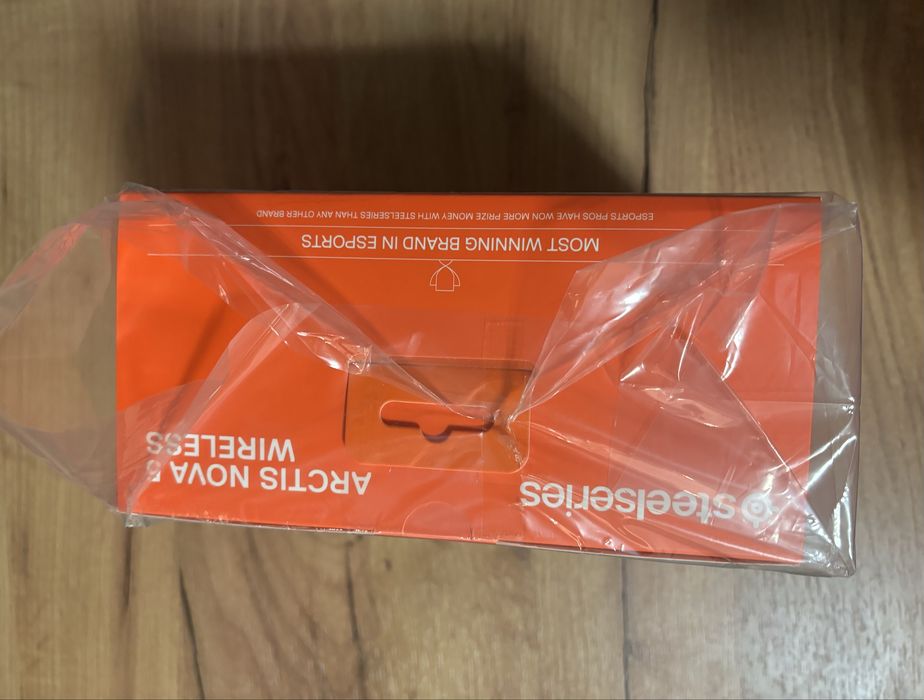 steelseries
ARCTIS NOVA 5
WIRELESS
MOST WINNING BRAND IN ESPORTS
ESPORTS PROS HAVE WON MORE PRIZE MONEY WITH STEELSERIES THAN ANY OTHER BRAND